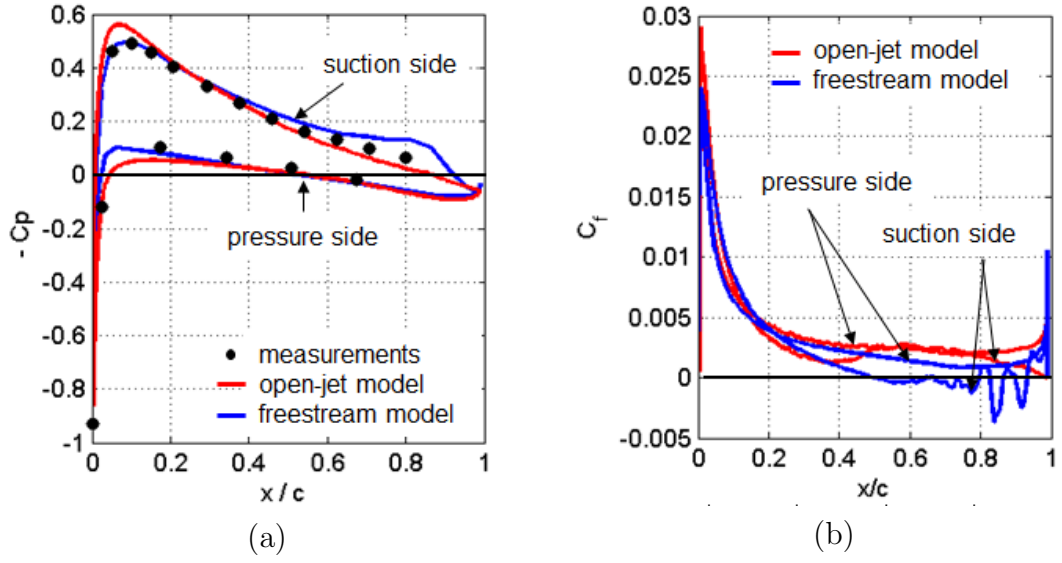 0.6
0.4
0.2
0
-0.2
-0.4
-0.6
-0.8
-1
- Cp
suction side
pressure side
measurements
open-jet model
freestream model
0 0.2 0.4 0.6 0.8 1
x / c
(a)
0.03
0.025
0.02
0.015
0.01
0.005
0
-0.005
Cf
open-jet model
freestream model
pressure side
suction side
0 0.2 0.4 0.6 0.8 1
x/c
(b)